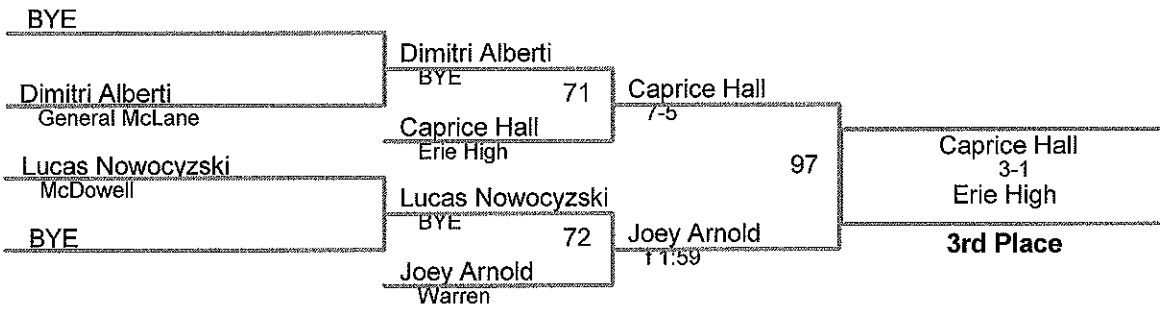 BYE
Dimitri Alberti
General McLane
Lucas Nowocyzski
McDowell
BYE
Dimitri Alberti
BYE
71
Caprice Hall
Erie High
Lucas Nowocyzski
BYE
72
Joey Arnold
Warren
Caprice Hall
7-5
97
Joey Arnold
f 1:59
Caprice Hall
3-1
Erie High
3rd Place